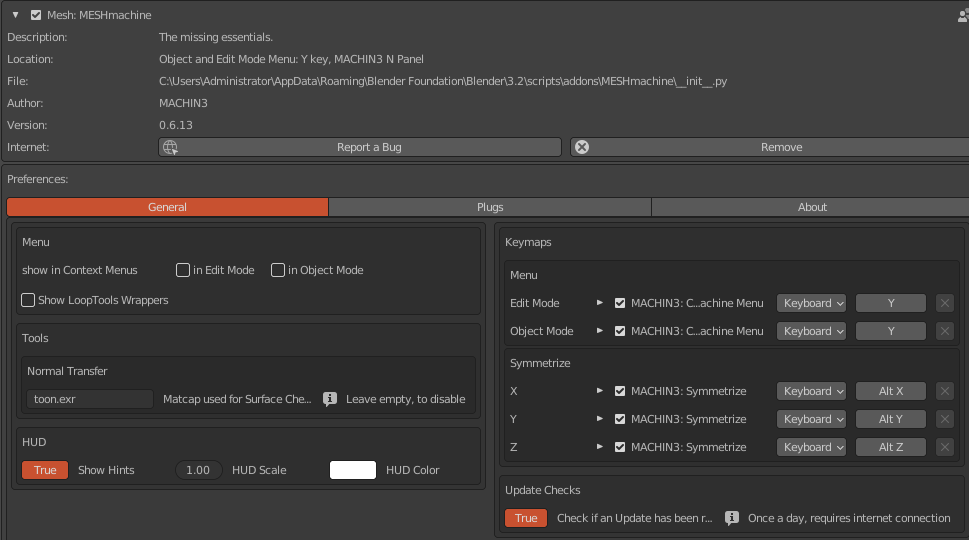 Mesh: MESHmachine
Description: The missing essentials.
Location: Object and Edit Mode Menu: Y key, MACHIN3 N Panel
File: C:\Users\Administrator\AppData\Roaming\Blender Foundation\Blender\3.2\scripts\addons\MESHmachine\__init__.py
Author: MACHIN3
Version: 0.6.13
Internet: Report a Bug Remove
Preferences:
General Plugs About
Menu
show in Context Menus in Edit Mode in Object Mode
Show LoopTools Wrappers
Tools
Normal Transfer
toon.exr Matcap used for Surface Che... Leave empty, to disable
HUD
True Show Hints 1.00 HUD Scale HUD Color
Keymaps
Menu
Edit Mode MACHIN3: C...achine Menu Keyboard Y
Object Mode MACHIN3: C...achine Menu Keyboard Y
Symmetrize
X MACHIN3: Symmetrize Keyboard Alt X
Y MACHIN3: Symmetrize Keyboard Alt Y
Z MACHIN3: Symmetrize Keyboard Alt Z
Update Checks
True Check if an Update has been r... Once a day, requires internet connection